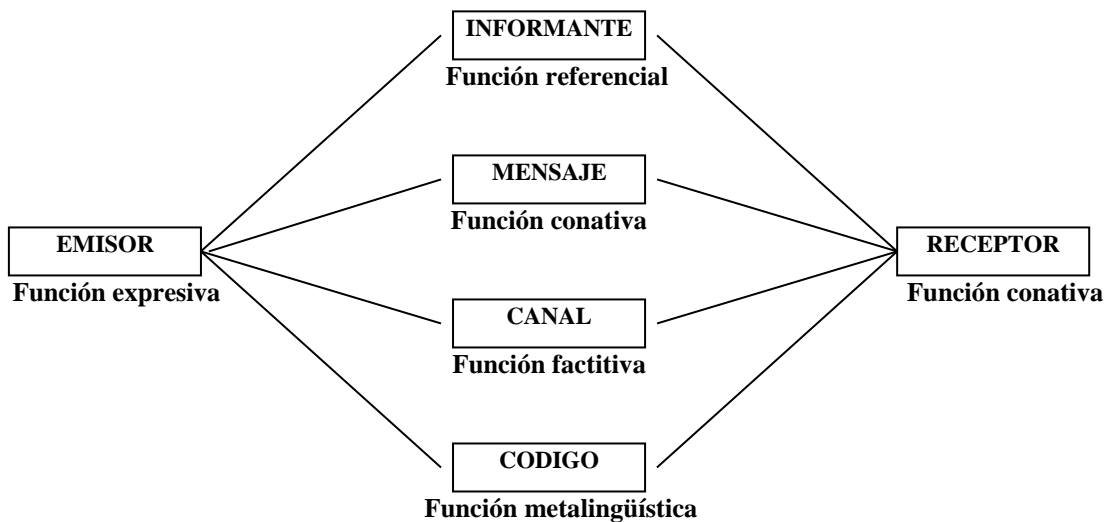 INFORMANTE
Función referencial
MENSAJE
Función conativa
EMISOR
Función expresiva
RECEPTOR
Función conativa
CANAL
Función factitiva
CODIGO
Función metalingüística